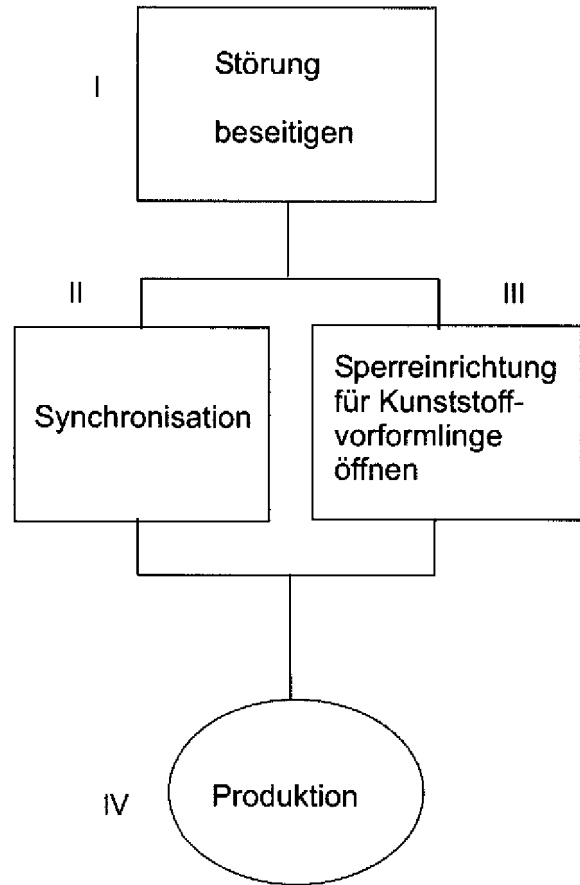 I
Störung
beseitigen
II
III
Synchronisation
Sperreinrichtung
für Kunststoff-
vorformlinge
öffnen
IV
Produktion